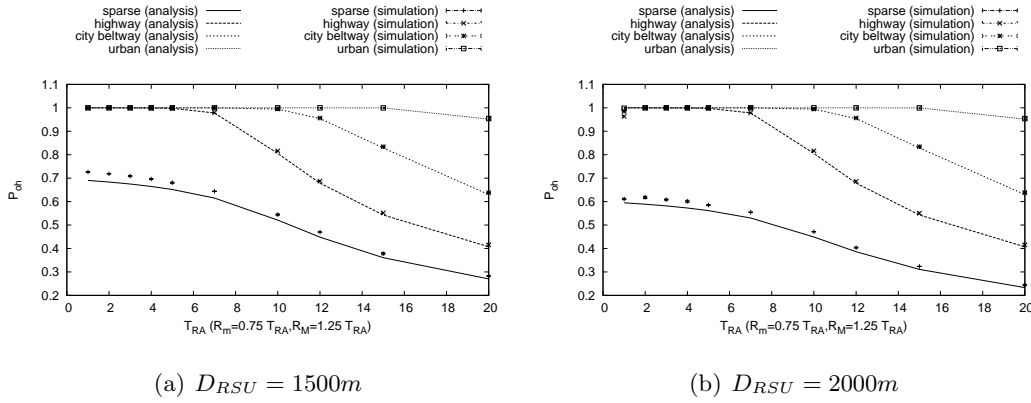 sparse (analysis)
highway (analysis)
city beltway (analysis)
urban (analysis)
sparse (simulation)
highway (simulation)
city beltway (simulation)
urban (simulation)
1.1
1
0.9
0.8
0.7
0.6
0.5
0.4
0.3
0.2
P_oh
0 2 4 6 8 10 12 14 16 18 20
T_RA (R_m=0.75 T_RA,R_M=1.25 T_RA)
(a) D_RSU = 1500m
sparse (analysis)
highway (analysis)
city beltway (analysis)
urban (analysis)
sparse (simulation)
highway (simulation)
city beltway (simulation)
urban (simulation)
1.1
1
0.9
0.8
0.7
0.6
0.5
0.4
0.3
0.2
P_oh
0 2 4 6 8 10 12 14 16 18 20
T_RA (R_m=0.75 T_RA,R_M=1.25 T_RA)
(b) D_RSU = 2000m